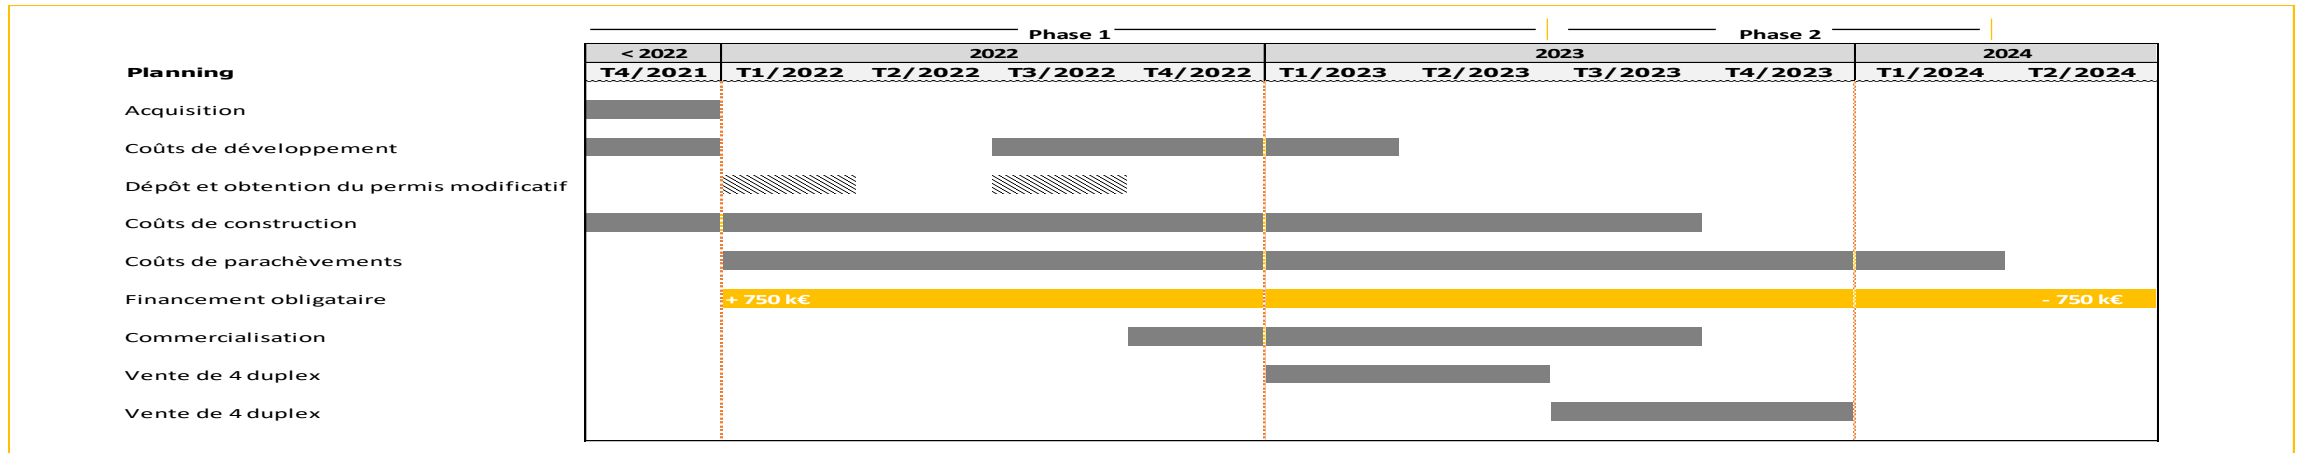 Phase 1 Phase 2
< 2022 2022 2023 2024
Planning T4/2021 T1/2022 T2/2022 T3/2022 T4/2022 T1/2023 T2/2023 T3/2023 T4/2023 T1/2024 T2/2024
Acquisition
Coûts de développement
Dépôt et obtention du permis modificatif
Coûts de construction
Coûts de parachèvements
Financement obligataire + 750 k€ - 750 k€
Commercialisation
Vente de 4 duplex
Vente de 4 duplex